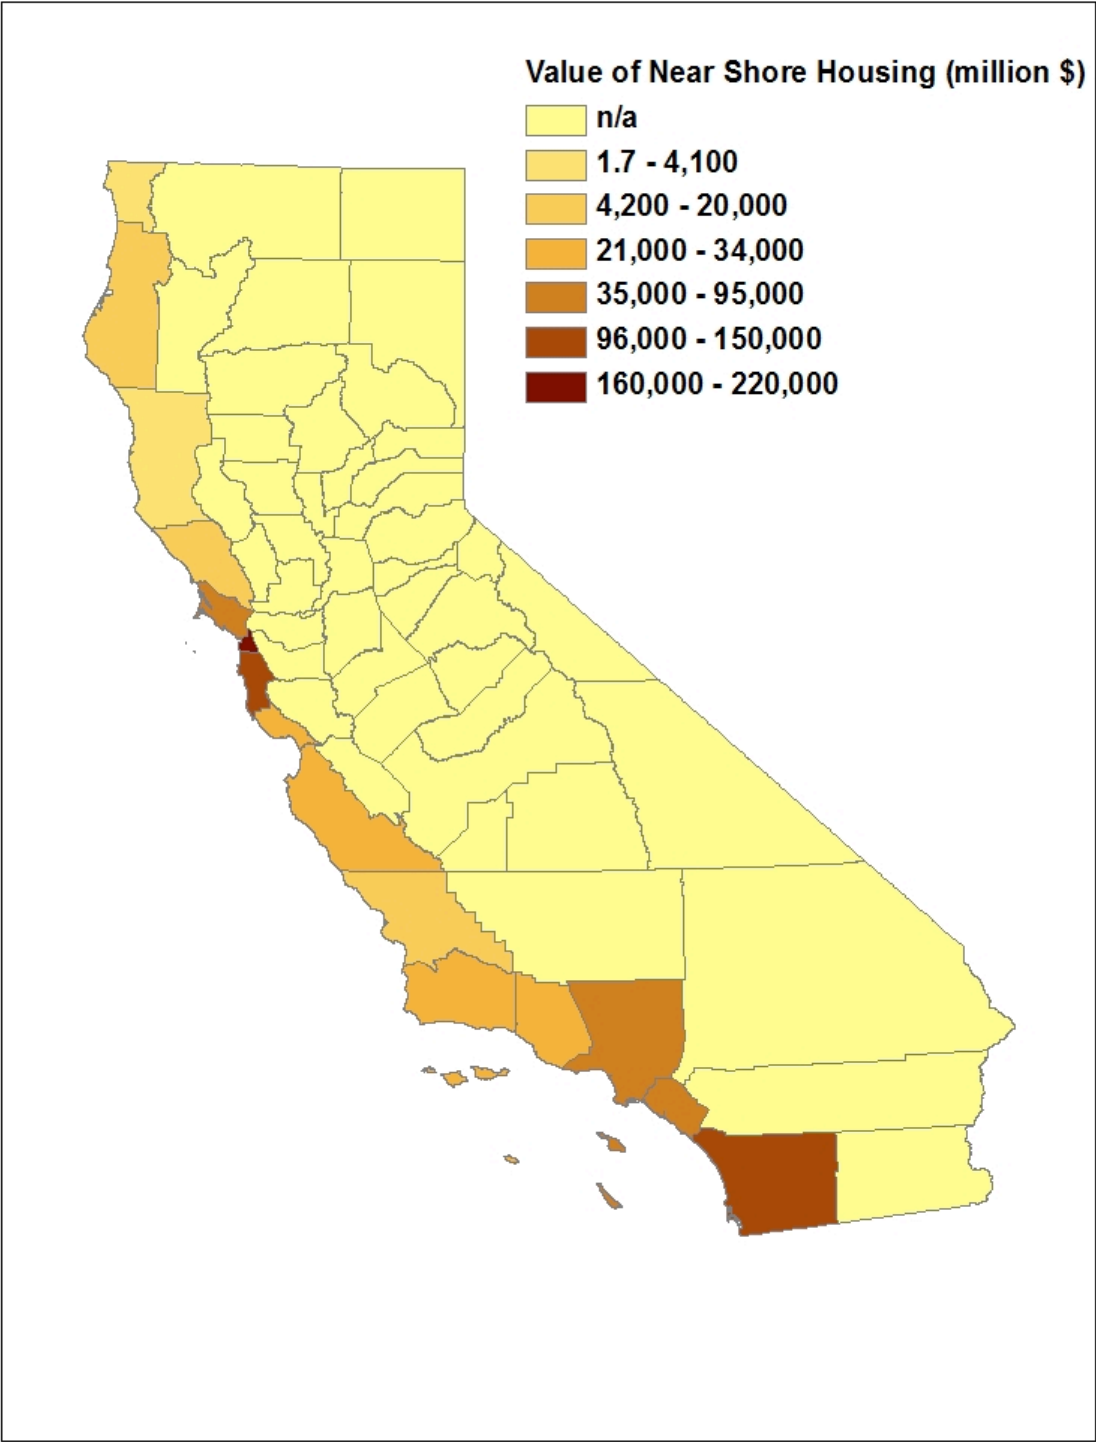 Value of Near Shore Housing (million $)
n/a
1.7 - 4,100
4,200 - 20,000
21,000 - 34,000
35,000 - 95,000
96,000 - 150,000
160,000 - 220,000